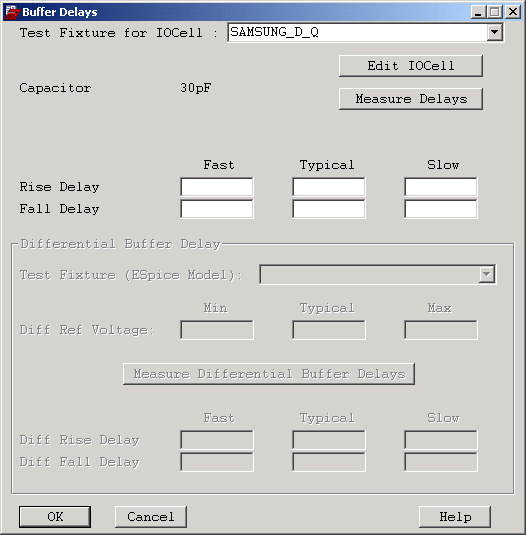 Buffer Delays
Test Fixture for IOCell : SAMSUNG_D_Q
Edit IOCell
Capacitor 30pF
Measure Delays
Fast Typical Slow
Rise Delay
Fall Delay
Differential Buffer Delay
Test Fixture (ESpice Model):
Min Typical Max
Diff Ref Voltage:
Measure Differential Buffer Delays
Fast Typical Slow
Diff Rise Delay
Diff Fall Delay
OK Cancel Help